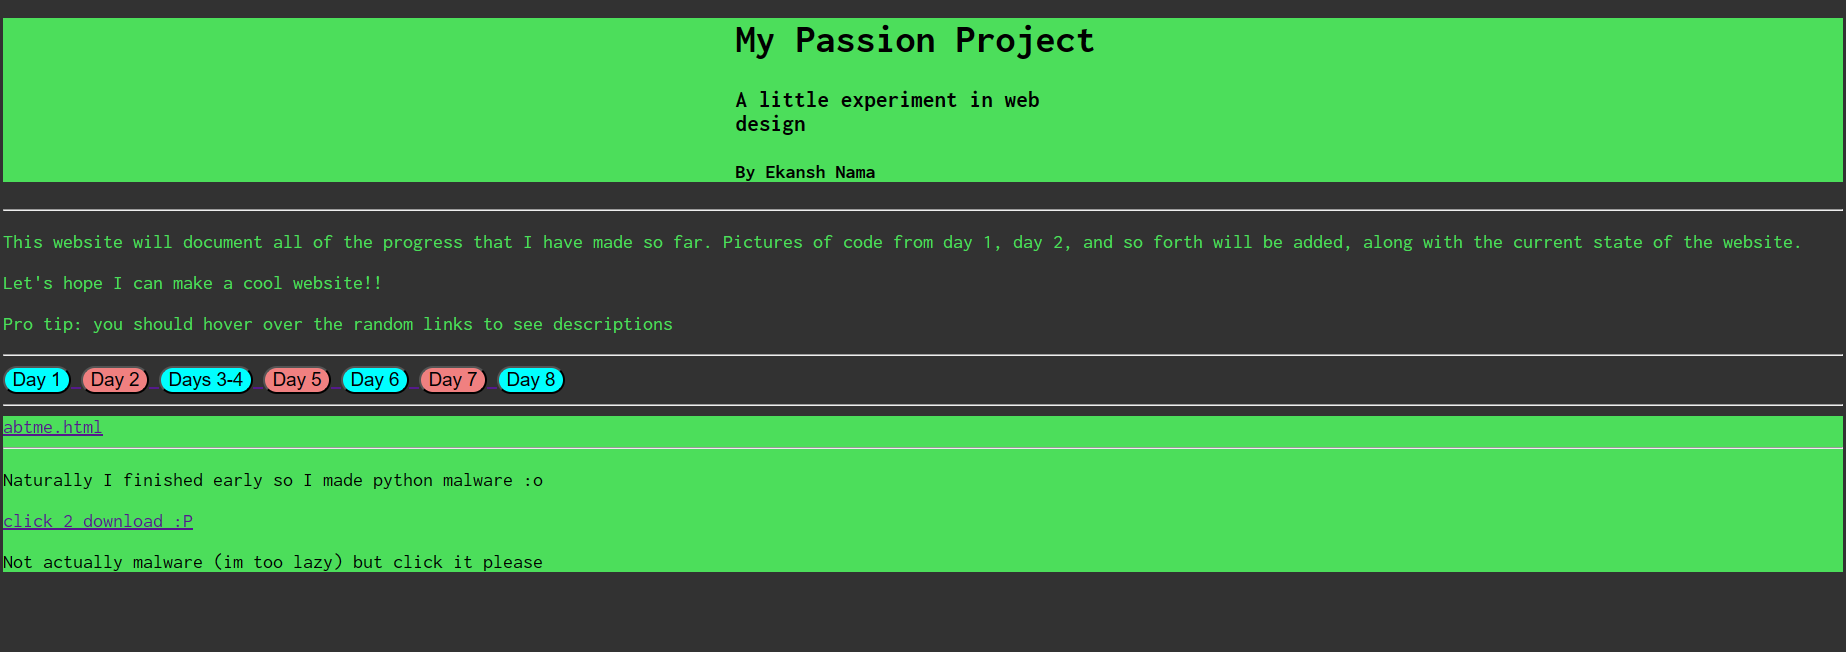 My Passion Project
A little experiment in web
design
By Ekansh Nama
This website will document all of the progress that I have made so far. Pictures of code from day 1, day 2, and so forth will be added, along with the current state of the website.
Let's hope I can make a cool website!!
Pro tip: you should hover over the random links to see descriptions
Day 1 Day 2 Days 3-4 Day 5 Day 6 Day 7 Day 8
abtme.html
Naturally I finished early so I made python malware :o
click 2 download :P
Not actually malware (im too lazy) but click it please